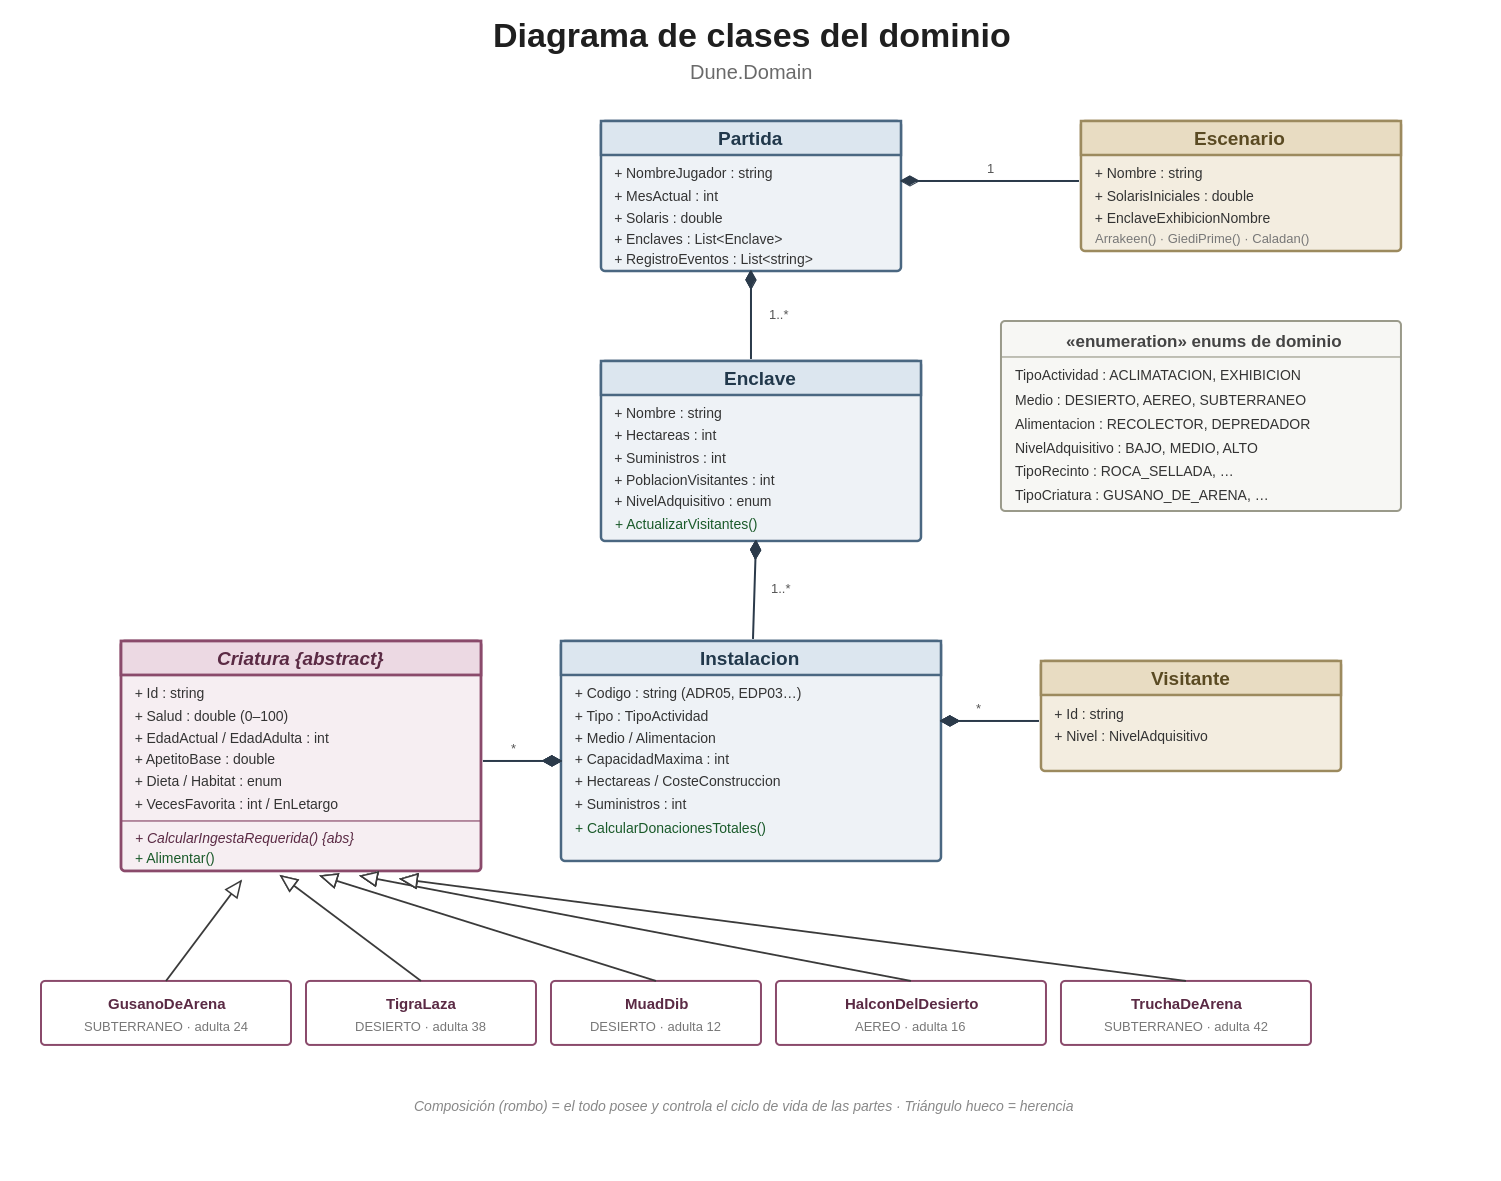 Diagrama de clases del dominio
Dune.Domain
Partida
+ NombreJugador : string
+ MesActual : int
+ Solaris : double
+ Enclaves : List<Enclave>
+ RegistroEventos : List<string>
1
Escenario
+ Nombre : string
+ SolarisIniciales : double
+ EnclaveExhibicionNombre
Arrakeen() · GiediPrime() · Caladan()
1..*
«enumeration» enums de dominio
TipoActividad : ACLIMATACION, EXHIBICION
Medio : DESIERTO, AEREO, SUBTERRANEO
Alimentacion : RECOLECTOR, DEPREDADOR
NivelAdquisitivo : BAJO, MEDIO, ALTO
TipoRecinto : ROCA_SELLADA, …
TipoCriatura : GUSANO_DE_ARENA, …
Enclave
+ Nombre : string
+ Hectareas : int
+ Suministros : int
+ PoblacionVisitantes : int
+ NivelAdquisitivo : enum
+ ActualizarVisitantes()
1..*
Criatura {abstract}
+ Id : string
+ Salud : double (0–100)
+ EdadActual / EdadAdulta : int
+ ApetitoBase : double
+ Dieta / Habitat : enum
+ VecesFavorita : int / EnLetargo
+ CalcularIngestaRequerida() {abs}
+ Alimentar()
*
Instalacion
+ Codigo : string (ADR05, EDP03…)
+ Tipo : TipoActividad
+ Medio / Alimentacion
+ CapacidadMaxima : int
+ Hectareas / CosteConstruccion
+ Suministros : int
+ CalcularDonacionesTotales()
*
Visitante
+ Id : string
+ Nivel : NivelAdquisitivo
GusanoDeArena
SUBTERRANEO · adulta 24
TigraLaza
DESIERTO · adulta 38
MuadDib
DESIERTO · adulta 12
HalconDelDesierto
AEREO · adulta 16
TruchaDeArena
SUBTERRANEO · adulta 42
Composición (rombo) = el todo posee y controla el ciclo de vida de las partes · Triángulo hueco = herencia